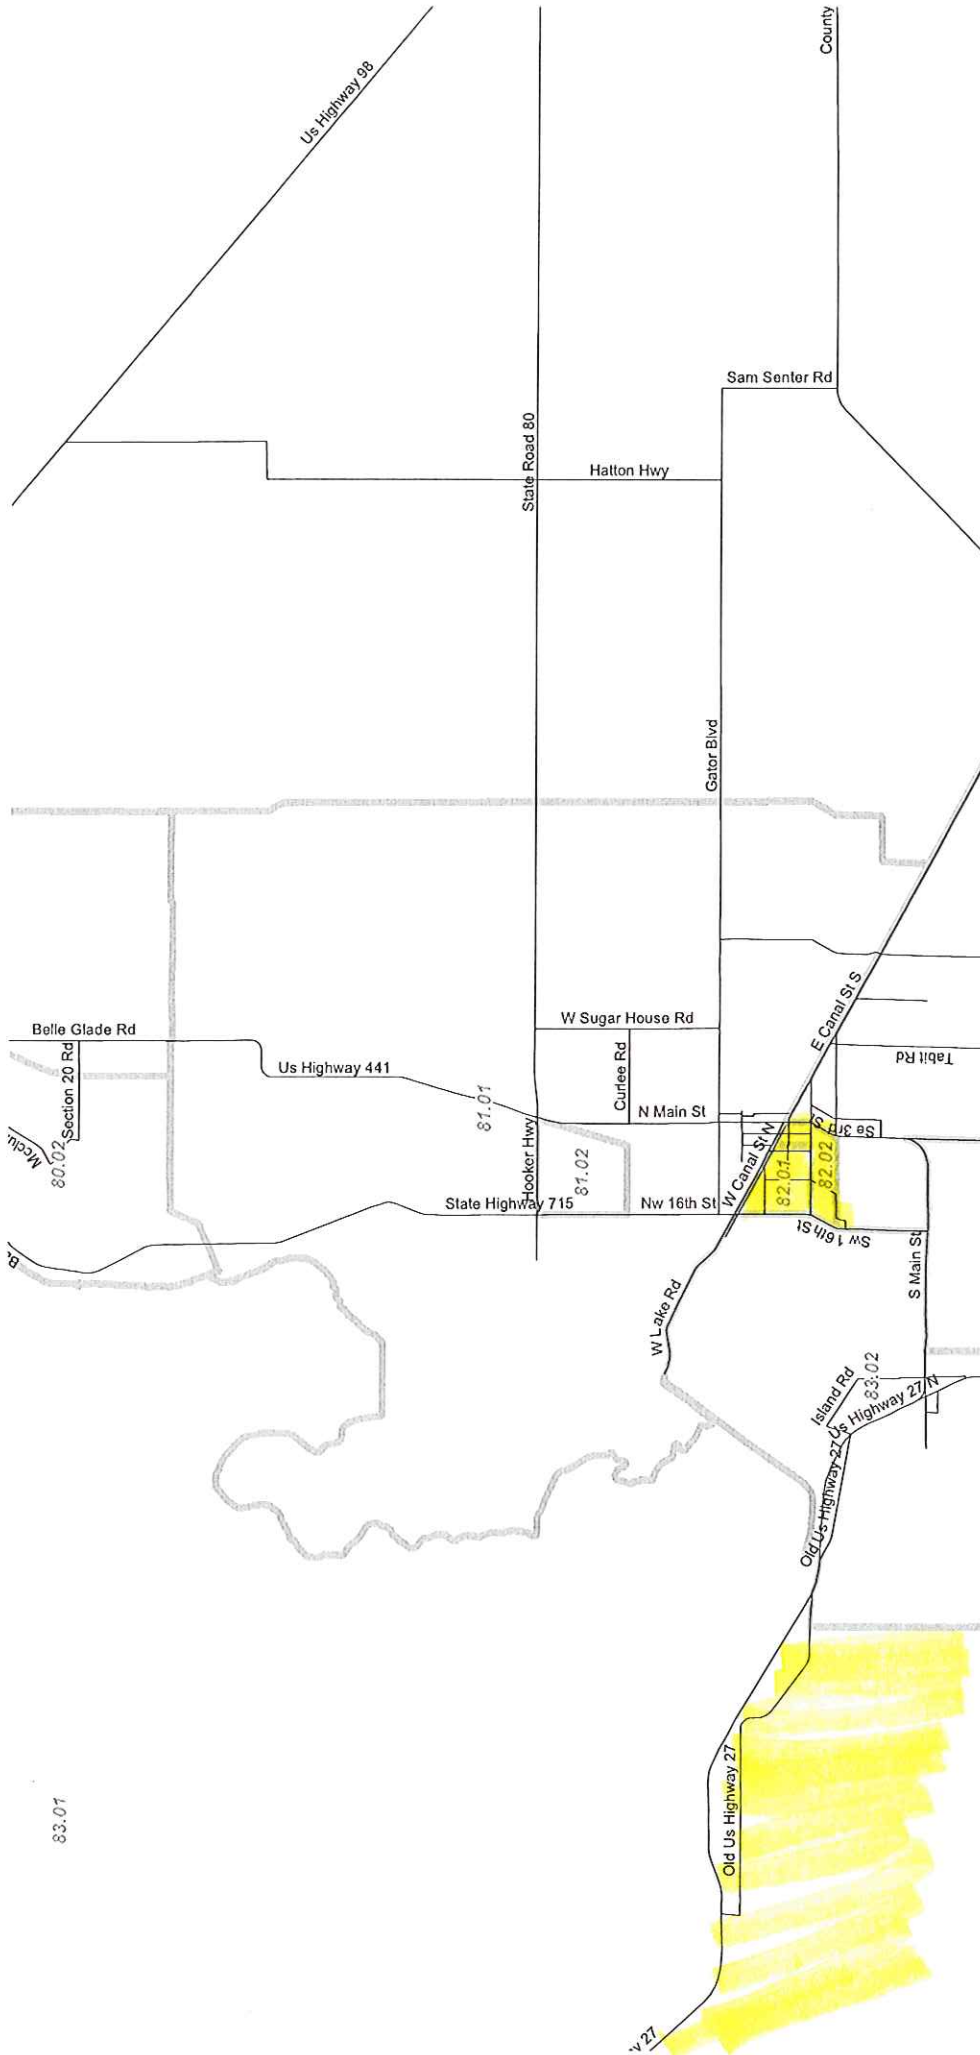 Us Highway 98
County
Sam Senter Rd
State Road 80
Hatton Hwy
Gator Blvd
Belle Glade Rd
Section 20 Rd
80.02
Us Highway 441
W Sugar House Rd
E Canal St S
Tabit Rd
Curlee Rd
81.01
N Main St
Se 3rd St
Hooker Hwy
81.02
W Canal St N
82.01
82.02
State Highway 715
Nw 16th St
Sw 16th St
S Main St
W Lake Rd
Island Rd
83.02
Us Highway 27 N
Old Us Highway 27
83.01
Old Us Highway 27
27